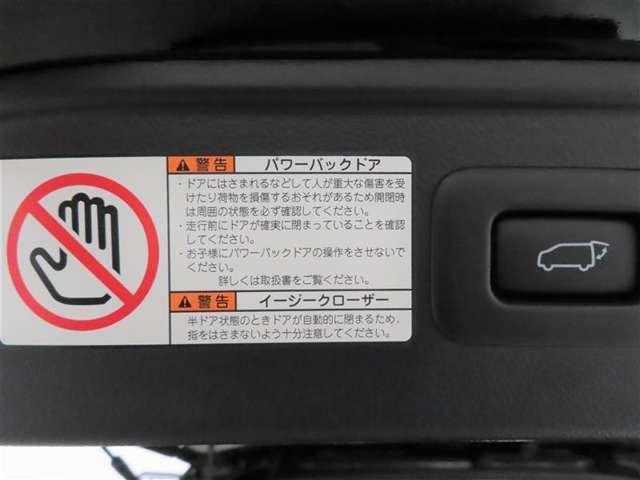 警告 パワーバックドア
・ドアにはさまれるなどして人が重大な傷害を受
けたり荷物を損傷するおそれがあるため開閉時
は周囲の状態を必ず確認してください。
・走行前にドアが確実に閉まっていることを確認
してください。
・お子様にパワーバックドアの操作をさせないで
ください。
詳しくは取扱書をご覧ください。
警告 イージークローザー
半ドア状態のときドアが自動的に閉まるため、
指をはさまないよう十分注意してください。